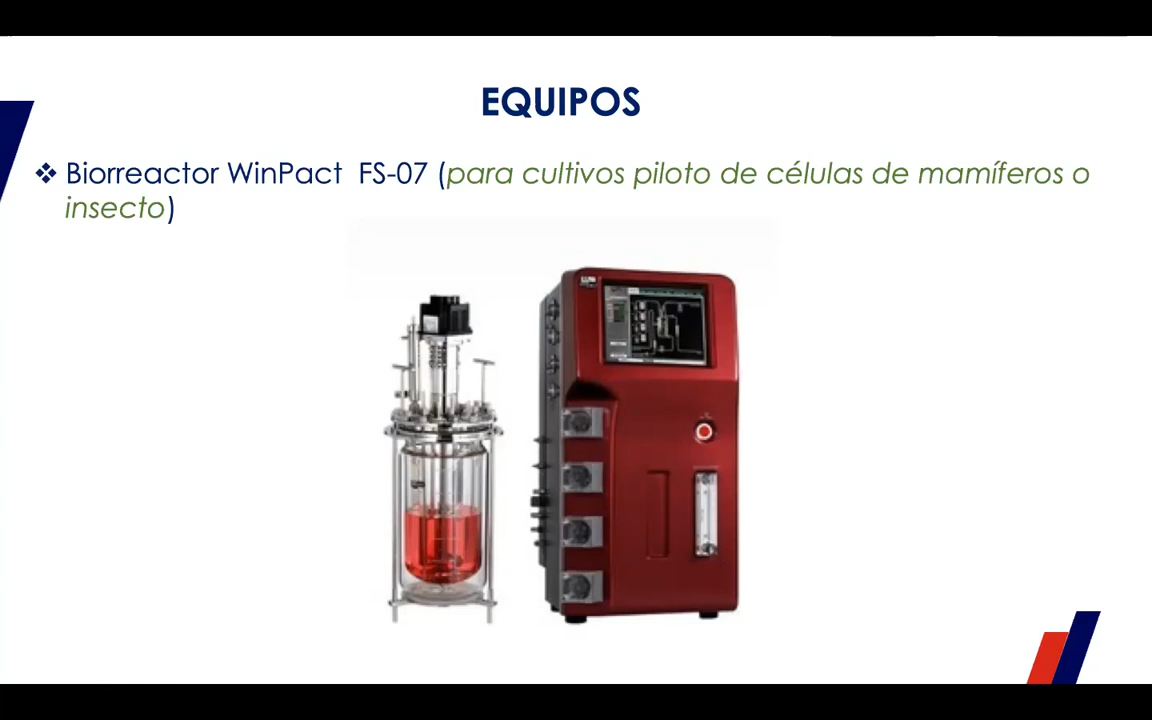 EQUIPOS
❖ Biorreactor WinPact FS-07 (para cultivos piloto de células de mamíferos o
insecto)